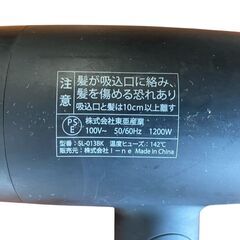 注意
髪が吸込口に絡み、
髪を傷める恐れあり
吸込口と髪は10cm以上離す
PSE
株式会社東亜産業
100V~ 50/60Hz 1200W
型番：SL-013BK 温度ヒューズ：142℃
販売元：株式会社 I-ne Made in China